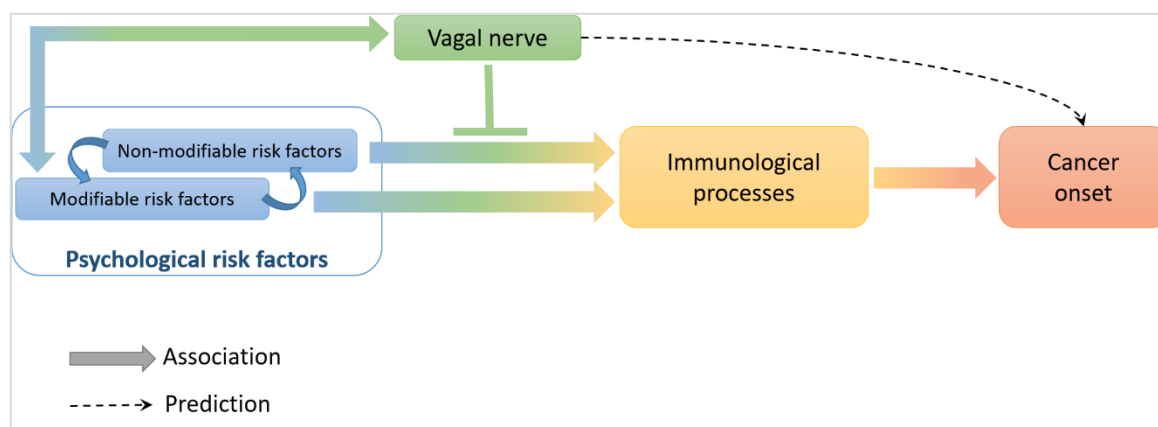 Vagal nerve
Non-modifiable risk factors
Modifiable risk factors
Psychological risk factors
Immunological
processes
Cancer
onset
Association
Prediction